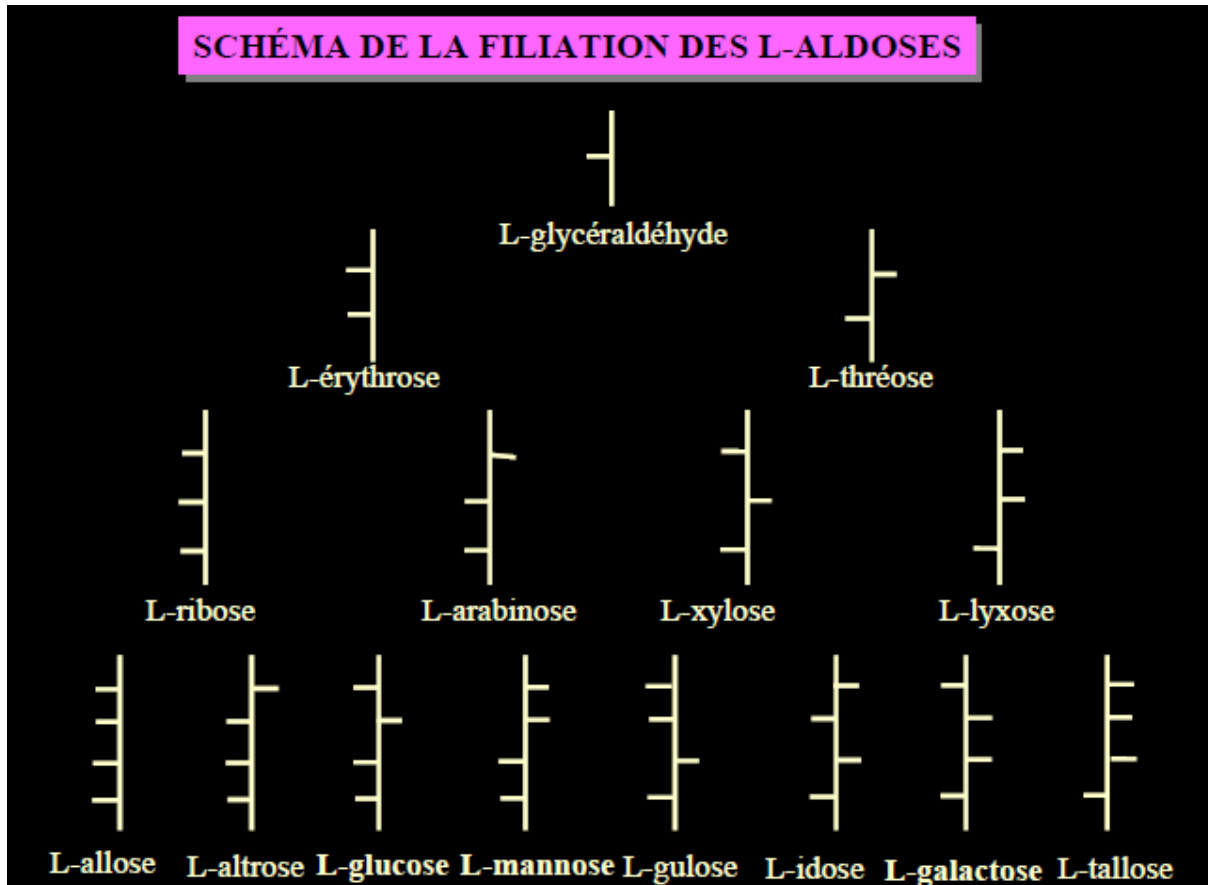 SCHÉMA DE LA FILIATION DES L-ALDOSES
L-glycéraldéhyde
L-érythrose L-thréose
L-ribose L-arabinose L-xylose L-lyxose
L-allose L-altrose L-glucose L-mannose L-gulose L-idose L-galactose L-tallose